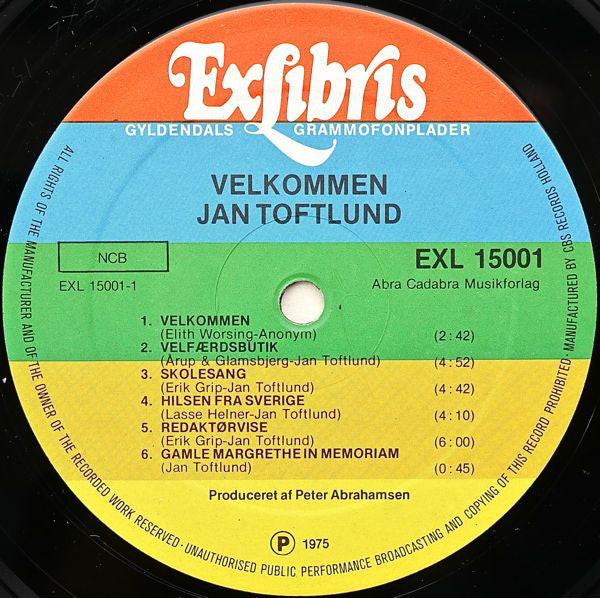 ExLibris
GYLDENDALS GRAMMOFONPLADER
VELKOMMEN
JAN TOFTLUND
NCB
EXL 15001
EXL 15001-1
Abra Cadabra Musikforlag
1. VELKOMMEN
(Elith Worsing-Anonym) (2:42)
2. VELFÆRDSBUTIK
(Arup & Glamsbjerg-Jan Toftlund) (4:52)
3. SKOLESANG
(Erik Grip-Jan Toftlund) (4:42)
4. HILSEN FRA SVERIGE
(Lasse Helner-Jan Toftlund) (4:10)
5. REDAKTØRVISE
(Erik Grip-Jan Toftlund) (6:00)
6. GAMLE MARGRETHE IN MEMORIAM
(Jan Toftlund) (0:45)
Produceret af Peter Abrahamsen
Ⓟ 1975
ALL RIGHTS OF THE MANUFACTURER AND OF THE OWNER OF THE RECORDED WORK RESERVED · UNAUTHORISED PUBLIC PERFORMANCE BROADCASTING AND COPYING OF THIS RECORD PROHIBITED · MANUFACTURED BY CBS RECORDS HOLLAND